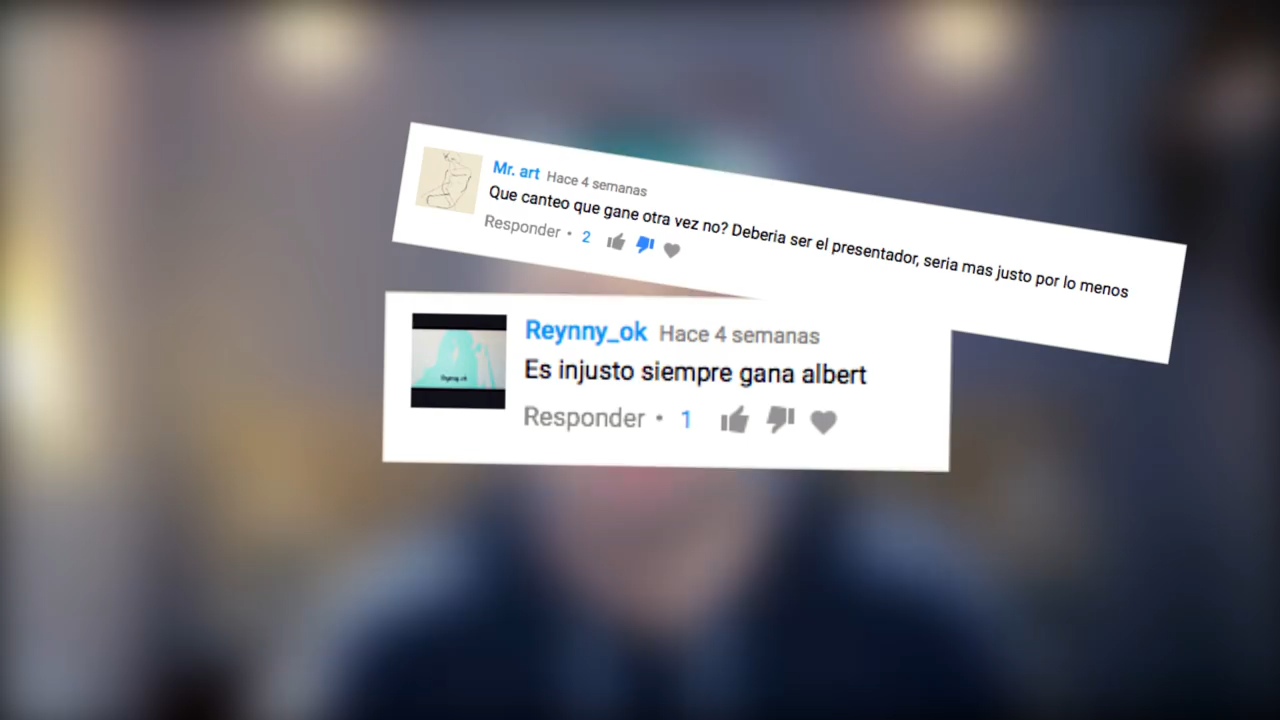 Mr. art Hace 4 semanas
Que canteo que gane otra vez no? Deberia ser el presentador, seria mas justo por lo menos
Responder • 2
Reynny_ok Hace 4 semanas
Es injusto siempre gana albert
Responder • 1